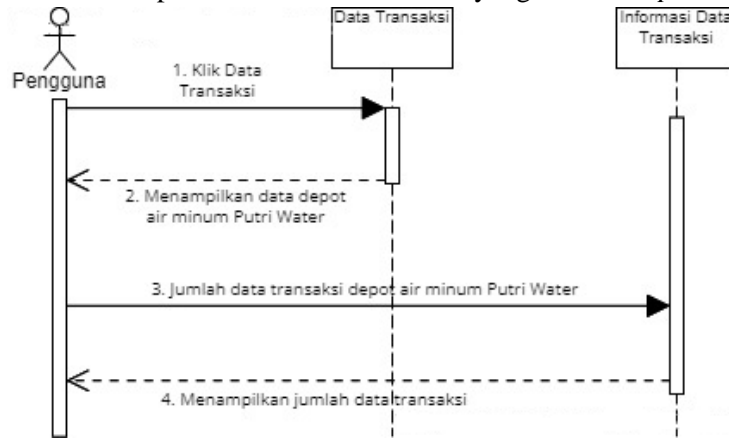 Data Transaksi
Informasi Data
Transaksi
Pengguna
1. Klik Data
Transaksi
2. Menampilkan data depot
air minum Putri Water
3. Jumlah data transaksi depot air minum Putri Water
4. Menampilkan jumlah data transaksi